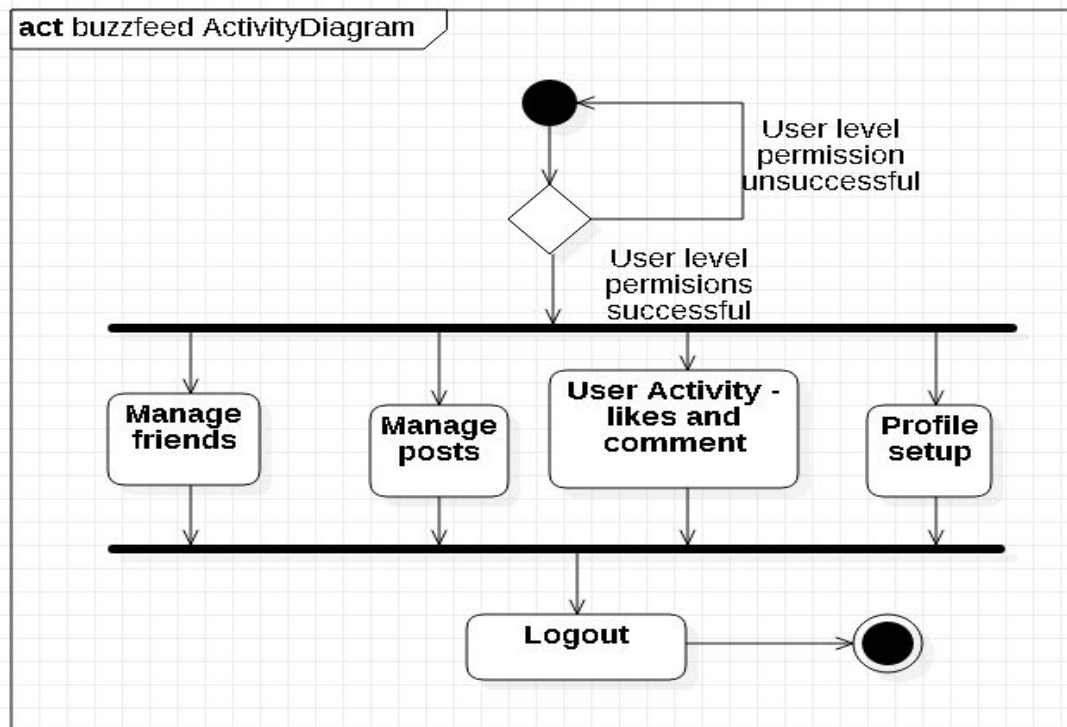 act buzzfeed ActivityDiagram
User level
permission
unsuccessful
User level
permisions
successful
Manage
friends
Manage
posts
User Activity -
likes and
comment
Profile
setup
Logout